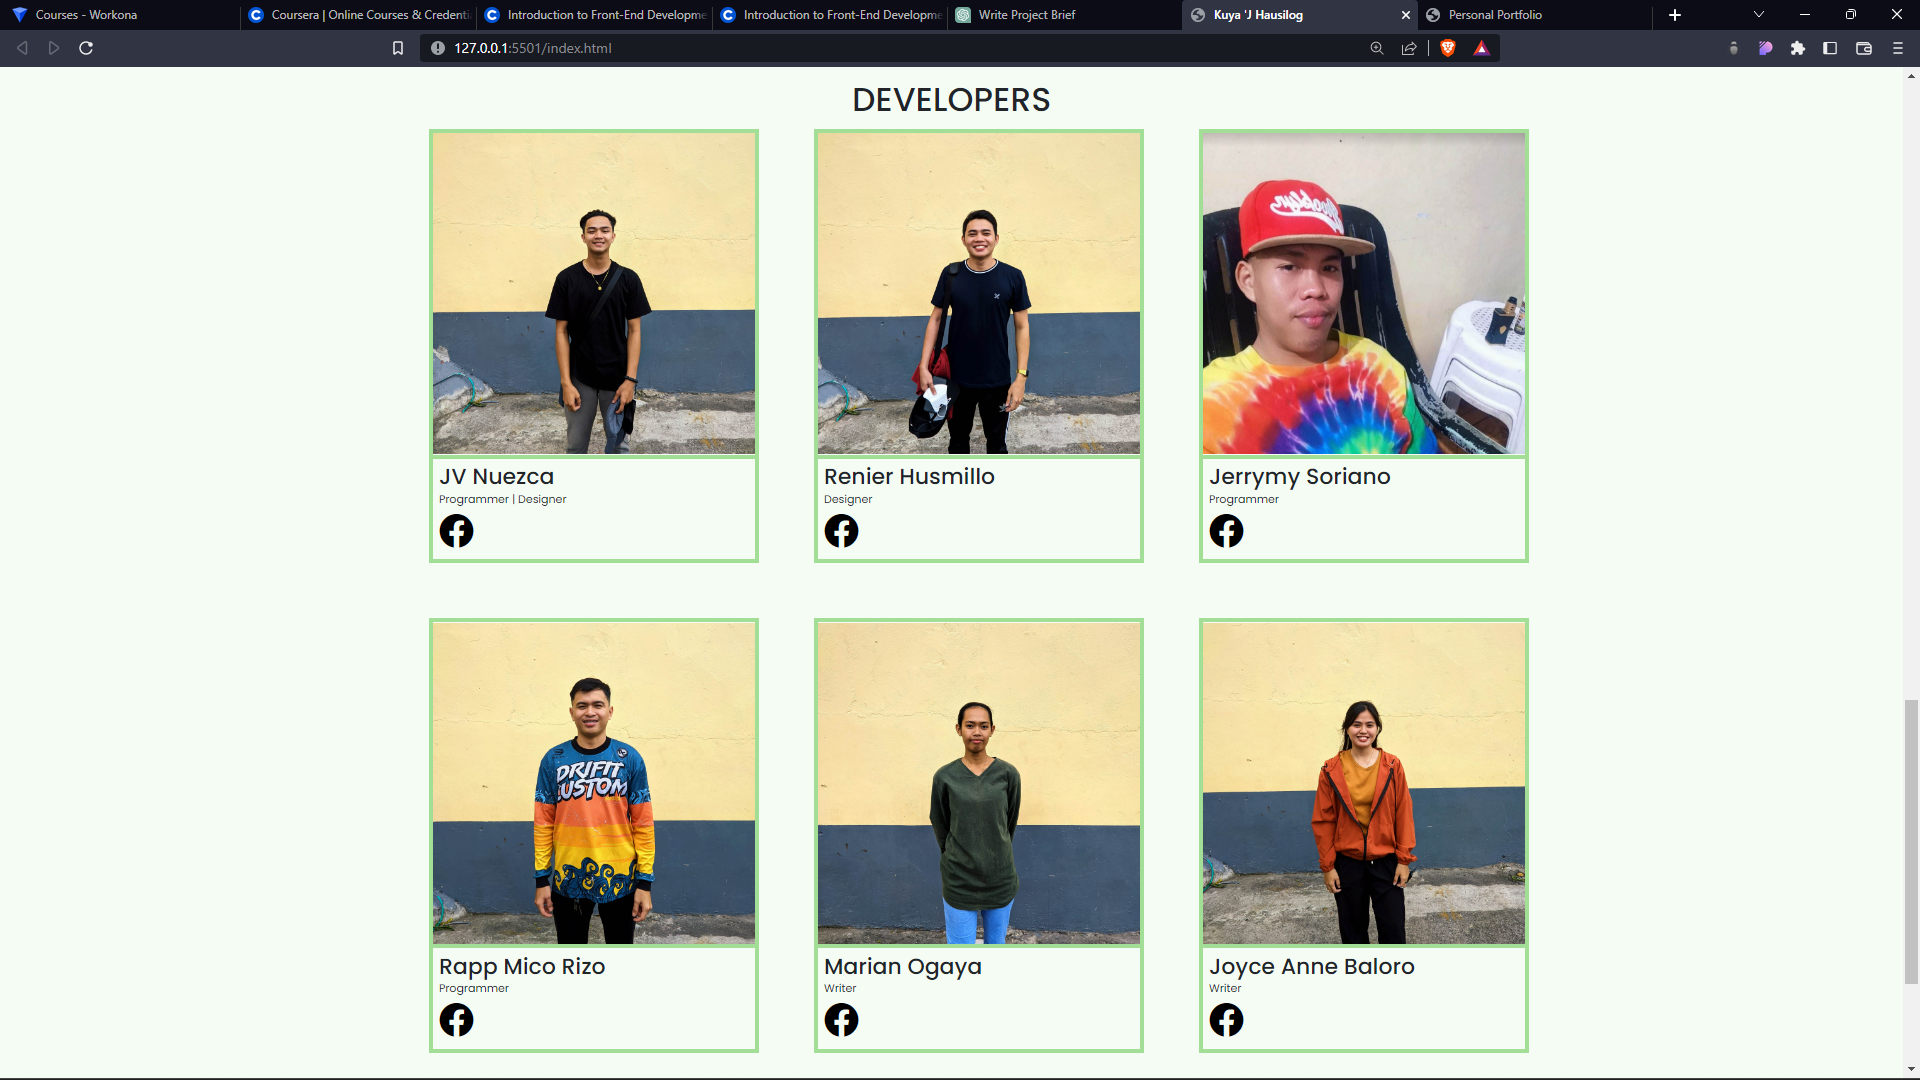 Courses - Workona
Coursera | Online Courses & Credenti
Introduction to Front-End Developme
Introduction to Front-End Developme
Write Project Brief
Kuya 'J Hausilog
Personal Portfolio
127.0.0.1:5501/index.html
DEVELOPERS
JV Nuezca
Programmer | Designer
Renier Husmillo
Designer
Jerrymy Soriano
Programmer
DRIFIT
CUSTOM
Rapp Mico Rizo
Programmer
Marian Ogaya
Writer
Joyce Anne Baloro
Writer